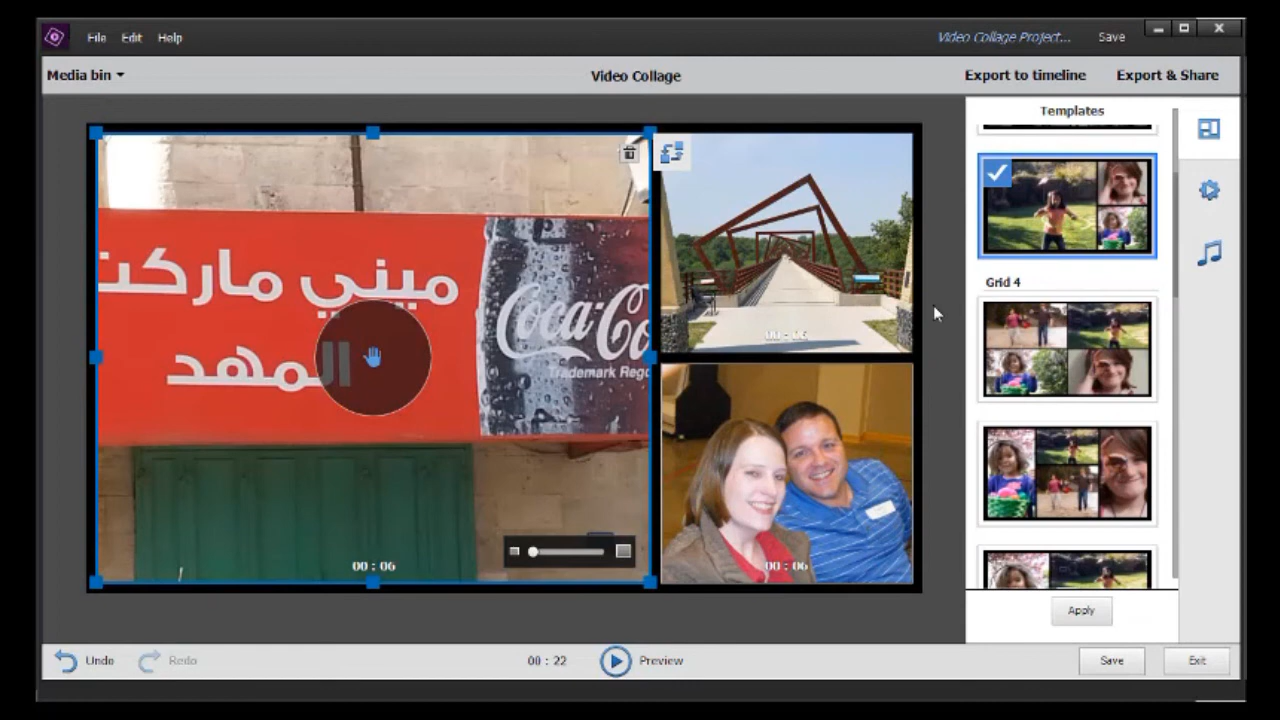 File Edit Help
Video Collage Project... Save
Media bin
Video Collage
Export to timeline
Export & Share
Templates
ميني ماركت
المهد
Coca-Co
Trademark Reg
00 : 06
00 : 06
00 : 06
Grid 4
Apply
Undo
Redo
00 : 22
Preview
Save
Exit